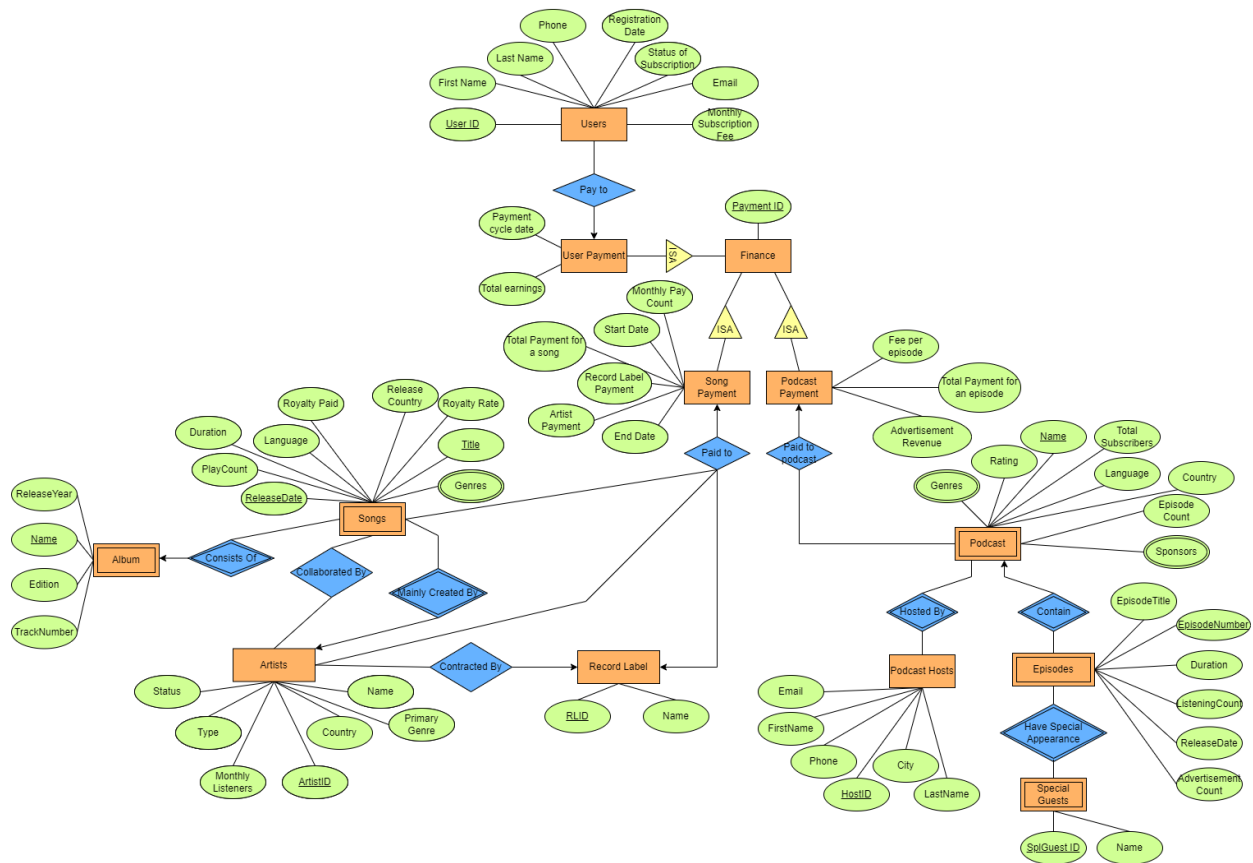 Phone
Registration
Date
Last Name
Status of
Subscription
First Name
Email
User ID
Users
Monthly
Subscription
Fee
Pay to
Payment ID
Payment
cycle date
User Payment
ISA
Finance
Total earnings
Monthly Pay
Count
Start Date
ISA
ISA
Total Payment for
a song
Fee per
episode
Record Label
Payment
Song
Payment
Podcast
Payment
Total Payment for
an episode
Artist
Payment
End Date
Advertisement
Revenue
Release
Country
Royalty Paid
Royalty Rate
Duration
Language
Title
PlayCount
Genres
ReleaseDate
Songs
Paid to
Paid to
podcast
Name
Total
Subscribers
Rating
Language
Genres
Country
Episode
Count
Podcast
Sponsors
ReleaseYear
Name
Album
Consists Of
Collaborated By
Mainly Created By
Edition
TrackNumber
Hosted By
Contain
EpisodeTitle
EpisodeNumber
Artists
Contracted By
Record Label
Podcast Hosts
Episodes
Duration
Status
Name
Type
Country
Primary
Genre
RLID
Name
Email
FirstName
ListeningCount
Monthly
Listeners
ArtistID
Phone
City
Have Special
Appearance
ReleaseDate
HostID
LastName
Advertisement
Count
Special
Guests
SplGuest ID
Name